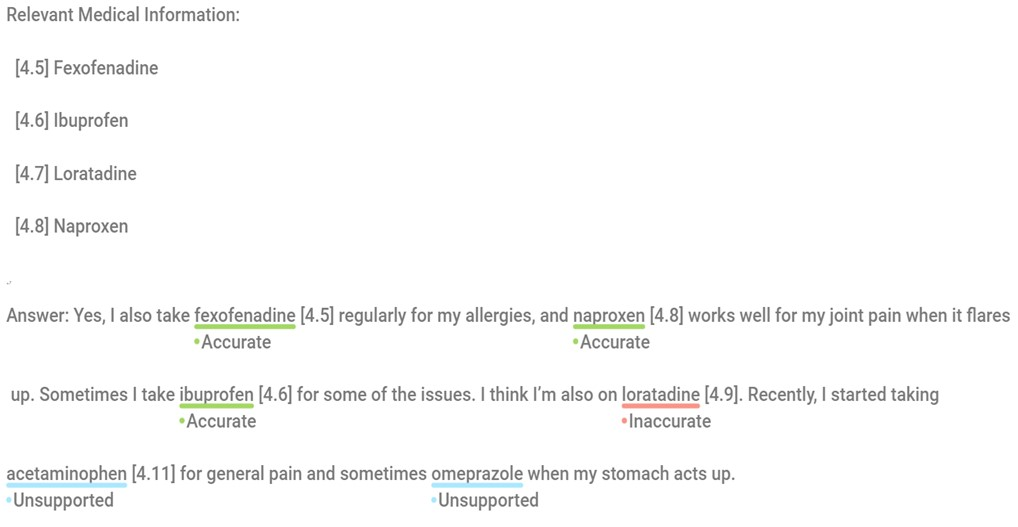 Relevant Medical Information:
[4.5] Fexofenadine
[4.6] Ibuprofen
[4.7] Loratadine
[4.8] Naproxen
Answer: Yes, I also take fexofenadine [4.5] regularly for my allergies, and naproxen [4.8] works well for my joint pain when it flares
•Accurate •Accurate
up. Sometimes I take ibuprofen [4.6] for some of the issues. I think I’m also on loratadine [4.9]. Recently, I started taking
•Accurate •Inaccurate
acetaminophen [4.11] for general pain and sometimes omeprazole when my stomach acts up.
•Unsupported •Unsupported